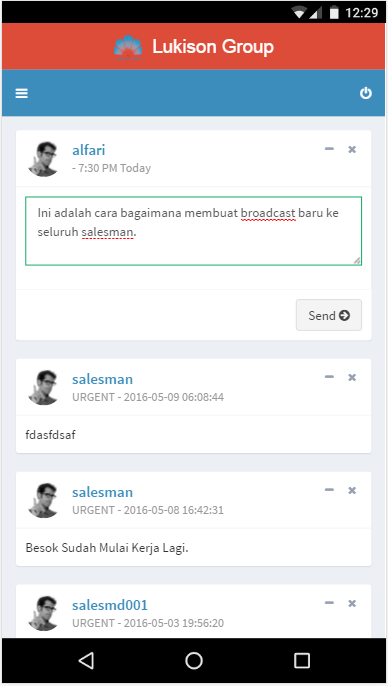 12:29
Lukison Group
alfari
- 7:30 PM Today
Ini adalah cara bagaimana membuat broadcast baru ke
seluruh salesman.
Send
salesman
URGENT - 2016-05-09 06:08:44
fdasfdsaf
salesman
URGENT - 2016-05-08 16:42:31
Besok Sudah Mulai Kerja Lagi.
salesmd001
URGENT - 2016-05-03 19:56:20